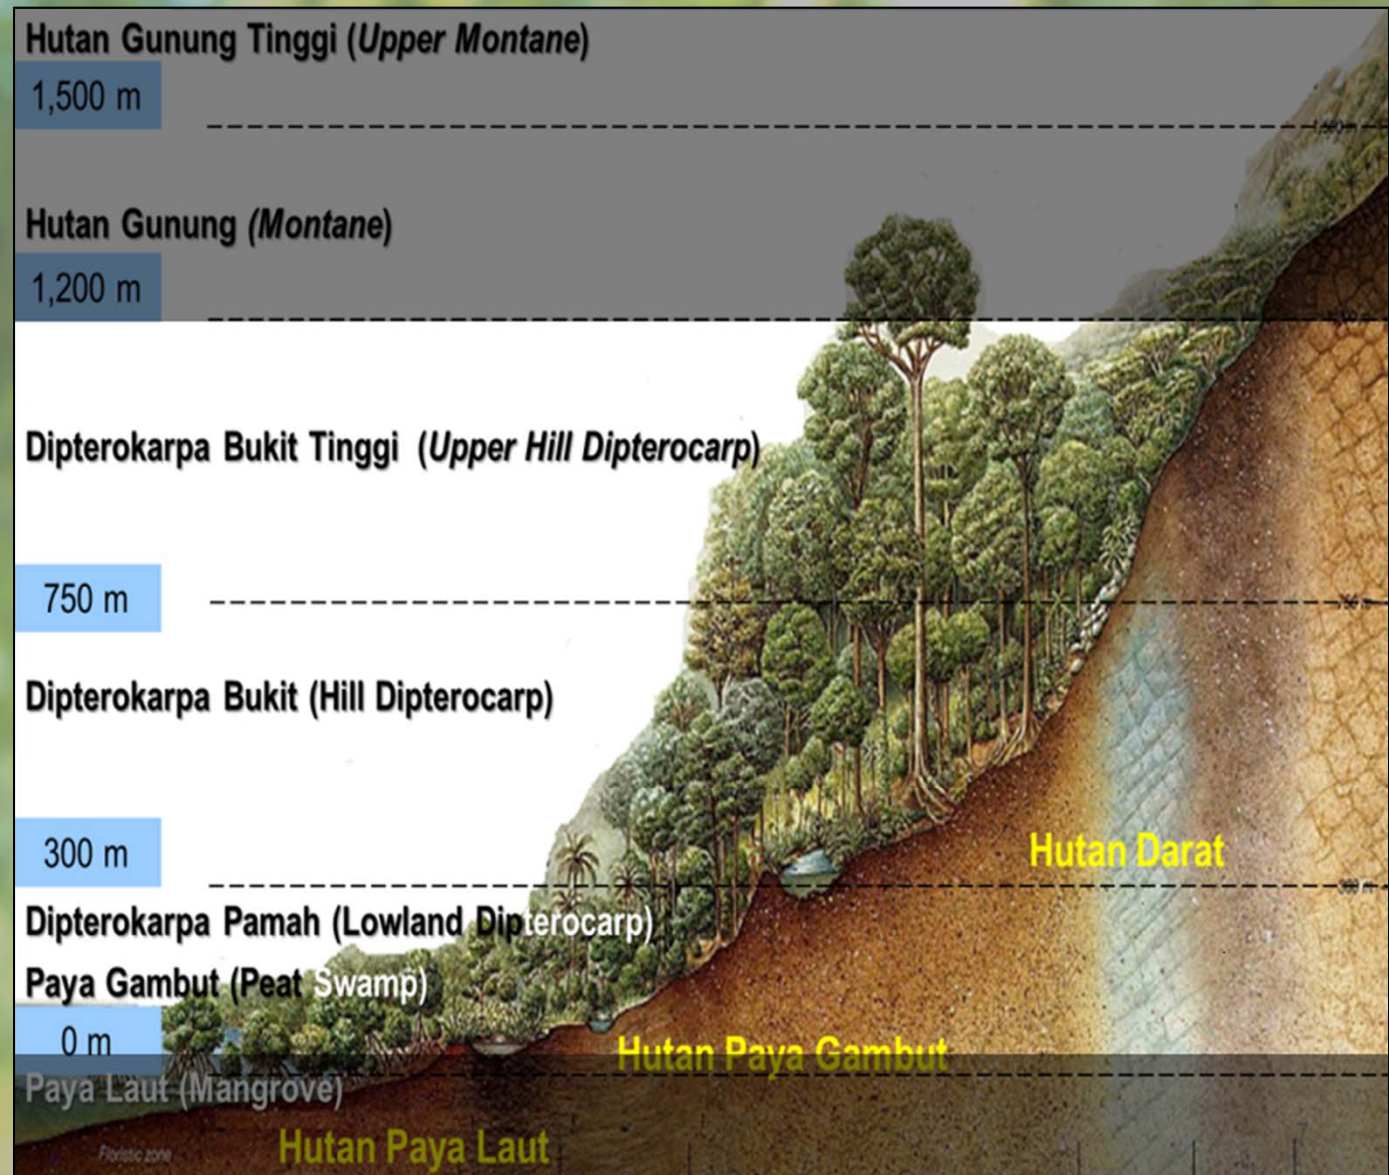 Hutan Gunung Tinggi (Upper Montane)
1,500 m
Hutan Gunung (Montane)
1,200 m
Dipterokarpa Bukit Tinggi (Upper Hill Dipterocarp)
750 m
Dipterokarpa Bukit (Hill Dipterocarp)
300 m
Hutan Darat
Dipterokarpa Pamah (Lowland Dipterocarp)
Paya Gambut (Peat Swamp)
0 m
Hutan Paya Gambut
Paya Laut (Mangrove)
Hutan Paya Laut
Floristic zone